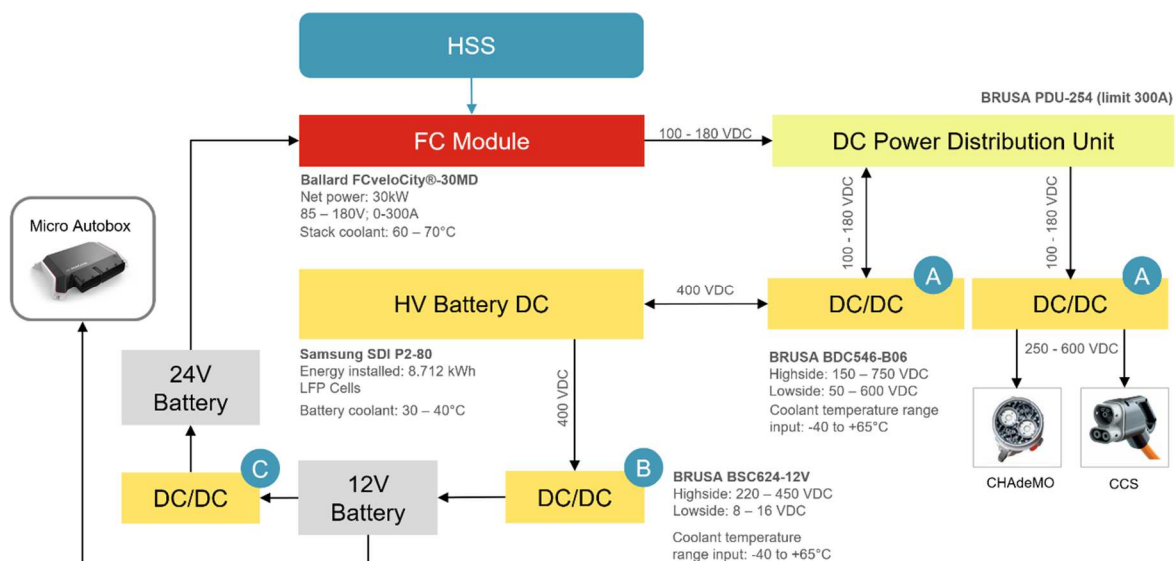 HSS
BRUSA PDU-254 (limit 300A)
FC Module
100 - 180 VDC
DC Power Distribution Unit
Ballard FCveloCity®-30MD
Net power: 30kW
85 – 180V; 0-300A
Stack coolant: 60 – 70°C
Micro Autobox
100 - 180 VDC
100 - 180 VDC
A
A
HV Battery DC
400 VDC
DC/DC
DC/DC
Samsung SDI P2-80
Energy installed: 8.712 kWh
LFP Cells
Battery coolant: 30 – 40°C
400 VDC
BRUSA BDC546-B06
Highside: 150 – 750 VDC
Lowside: 50 – 600 VDC
Coolant temperature range
input: -40 to +65°C
250 - 600 VDC
24V
Battery
CHAdeMO
CCS
C
DC/DC
12V
Battery
B
DC/DC
BRUSA BSC624-12V
Highside: 220 – 450 VDC
Lowside: 8 – 16 VDC
Coolant temperature
range input: -40 to +65°C